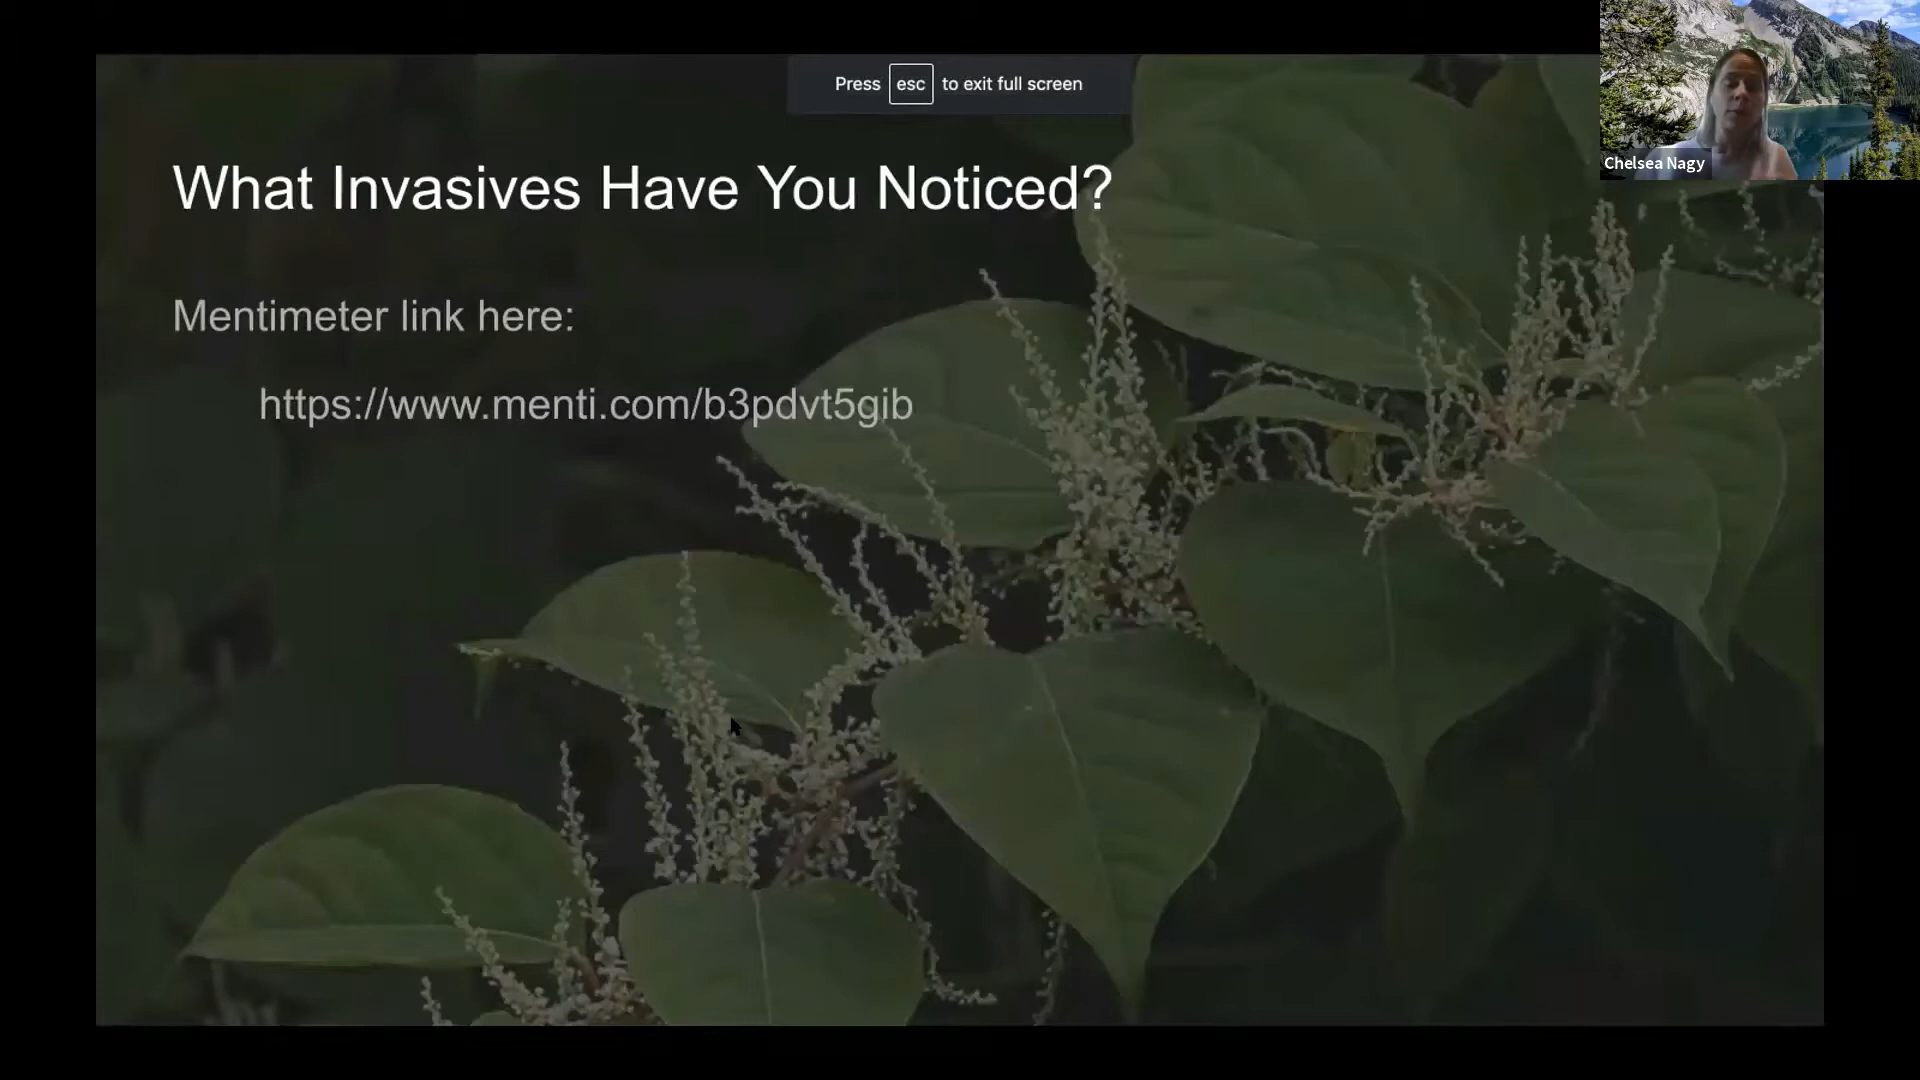 Press esc to exit full screen
Chelsea Nagy
What Invasives Have You Noticed?
Mentimeter link here:
https://www.menti.com/b3pdvt5gib